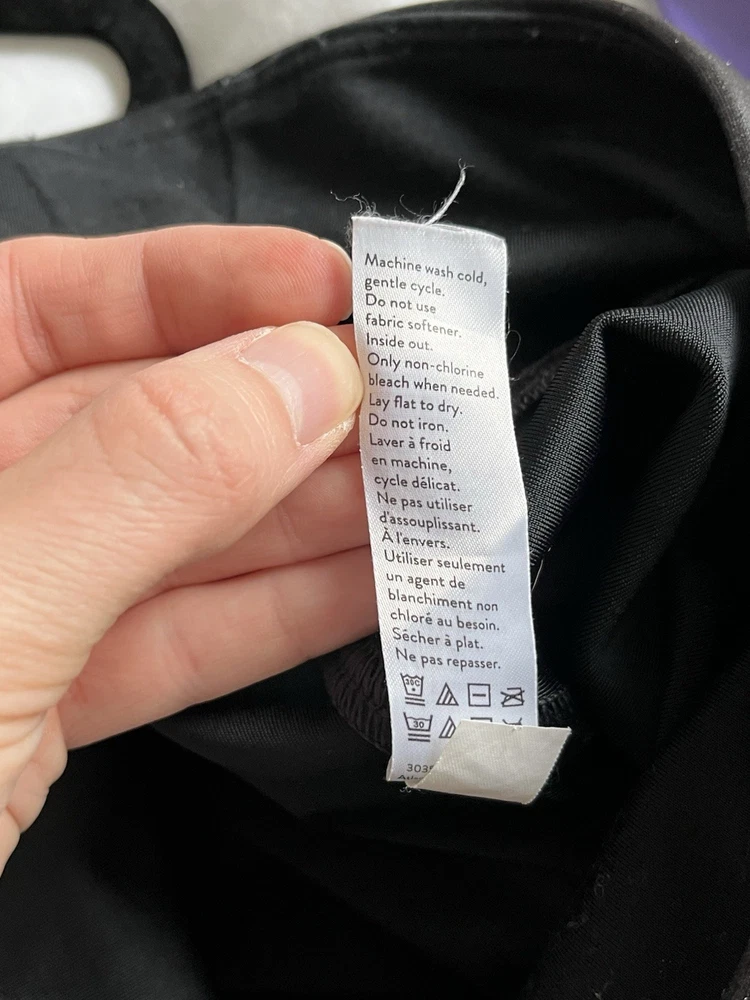 Machine wash cold,
gentle cycle.
Do not use
fabric softener.
Inside out.
Only non-chlorine
bleach when needed.
Lay flat to dry.
Do not iron.
Laver à froid
en machine,
cycle délicat.
Ne pas utiliser
d'assouplissant.
À l'envers.
Utiliser seulement
un agent de
blanchiment non
chloré au besoin.
Sécher à plat.
Ne pas repasser.
30C
30